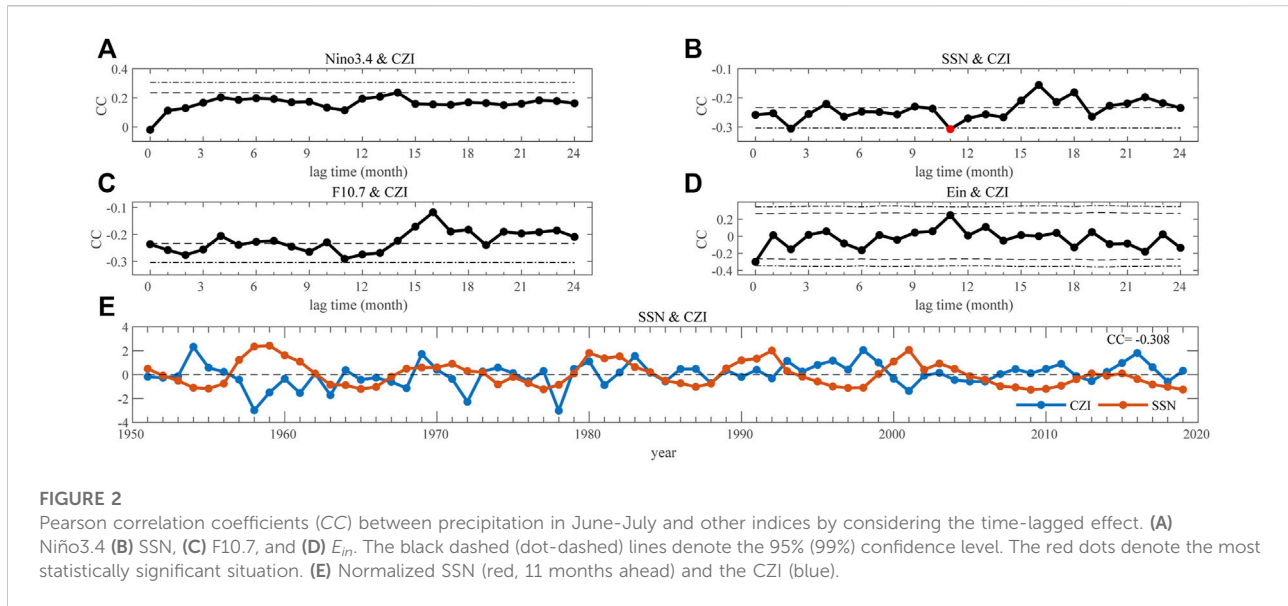 A
Nino3.4 & CZI
0.4
0.2
0
CC
0 3 6 9 12 15 18 21 24
lag time (month)
B
SSN & CZI
-0.1
-0.2
-0.3
CC
0 3 6 9 12 15 18 21 24
lag time (month)
C
F10.7 & CZI
-0.1
-0.2
-0.3
CC
0 3 6 9 12 15 18 21 24
lag time (month)
D
Ein & CZI
0.2
0
-0.2
-0.4
CC
0 3 6 9 12 15 18 21 24
lag time (month)
E
SSN & CZI
4
2
0
-2
-4
CC= -0.308
CZI SSN
1950 1960 1970 1980 1990 2000 2010 2020
year
FIGURE 2
Pearson correlation coefficients (CC) between precipitation in June-July and other indices by considering the time-lagged effect. (A)
Niño3.4 (B) SSN, (C) F10.7, and (D) Ein. The black dashed (dot-dashed) lines denote the 95% (99%) confidence level. The red dots denote the most
statistically significant situation. (E) Normalized SSN (red, 11 months ahead) and the CZI (blue).